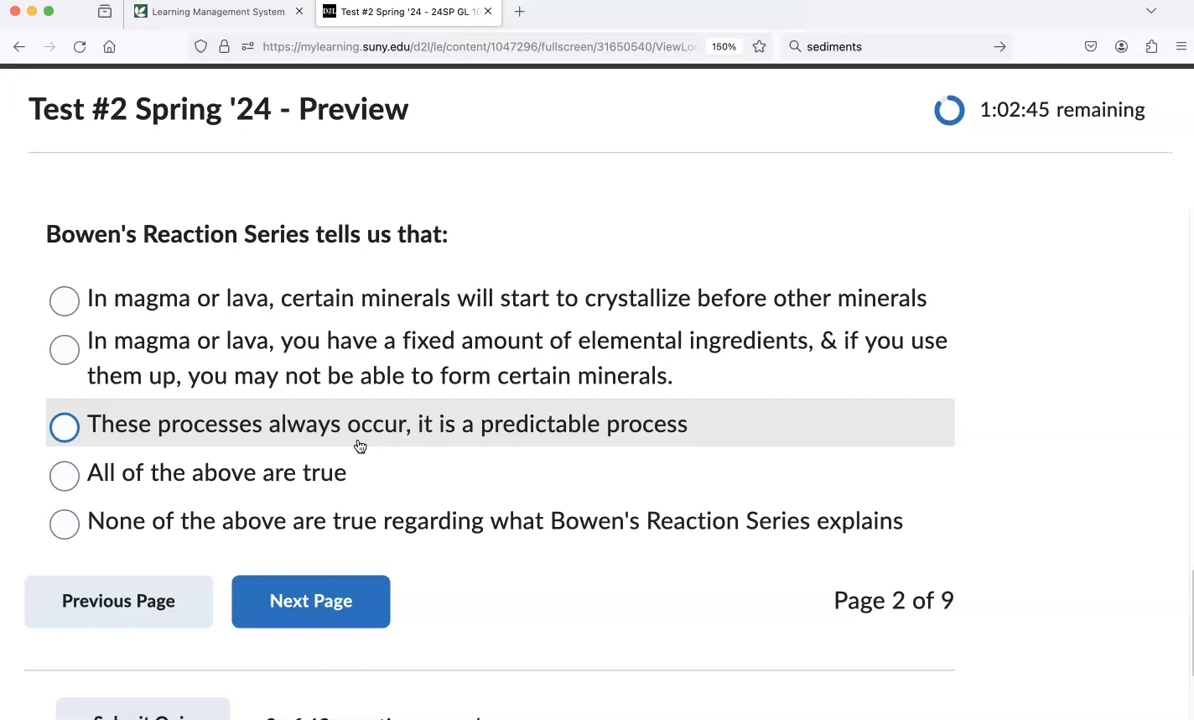 Learning Management System
Test #2 Spring '24 - 24SP GL
https://mylearning.suny.edu/d2l/le/content/1047296/fullscreen/31650540/ViewLo
150%
sediments
Test #2 Spring '24 - Preview
1:02:45 remaining
Bowen's Reaction Series tells us that:
In magma or lava, certain minerals will start to crystallize before other minerals
In magma or lava, you have a fixed amount of elemental ingredients, & if you use
them up, you may not be able to form certain minerals.
These processes always occur, it is a predictable process
All of the above are true
None of the above are true regarding what Bowen's Reaction Series explains
Previous Page
Next Page
Page 2 of 9